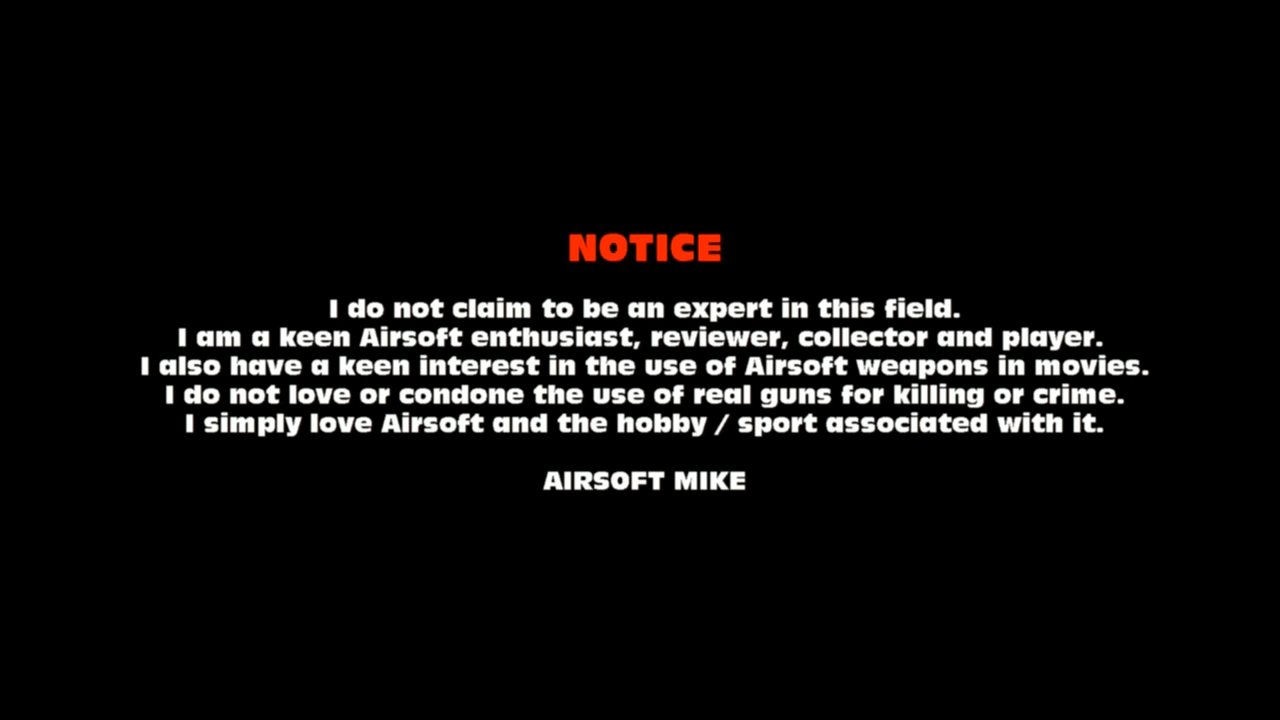 NOTICE
I do not claim to be an expert in this field.
I am a keen Airsoft enthusiast, reviewer, collector and player.
I also have a keen interest in the use of Airsoft weapons in movies.
I do not love or condone the use of real guns for killing or crime.
I simply love Airsoft and the hobby / sport associated with it.
AIRSOFT MIKE